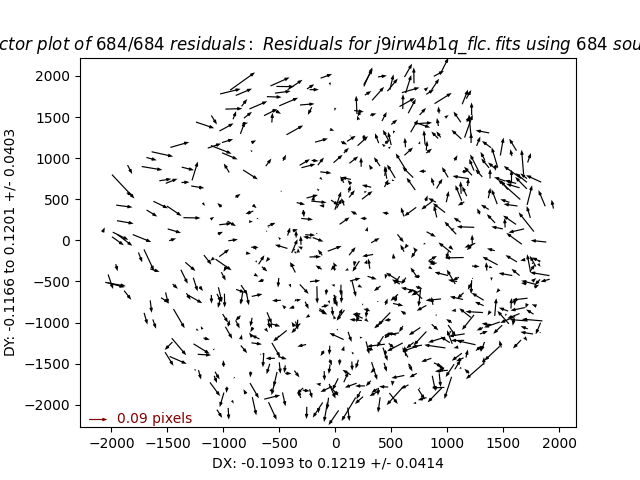 ctor plot of 684/684 residuals: Residuals for j9irw4b1q_flc.fits using 684 sou
2000
1500
1000
500
0
−500
−1000
−1500
−2000
DY: -0.1166 to 0.1201 +/- 0.0403
0.09 pixels
−2000 −1500 −1000 −500 0 500 1000 1500 2000
DX: -0.1093 to 0.1219 +/- 0.0414